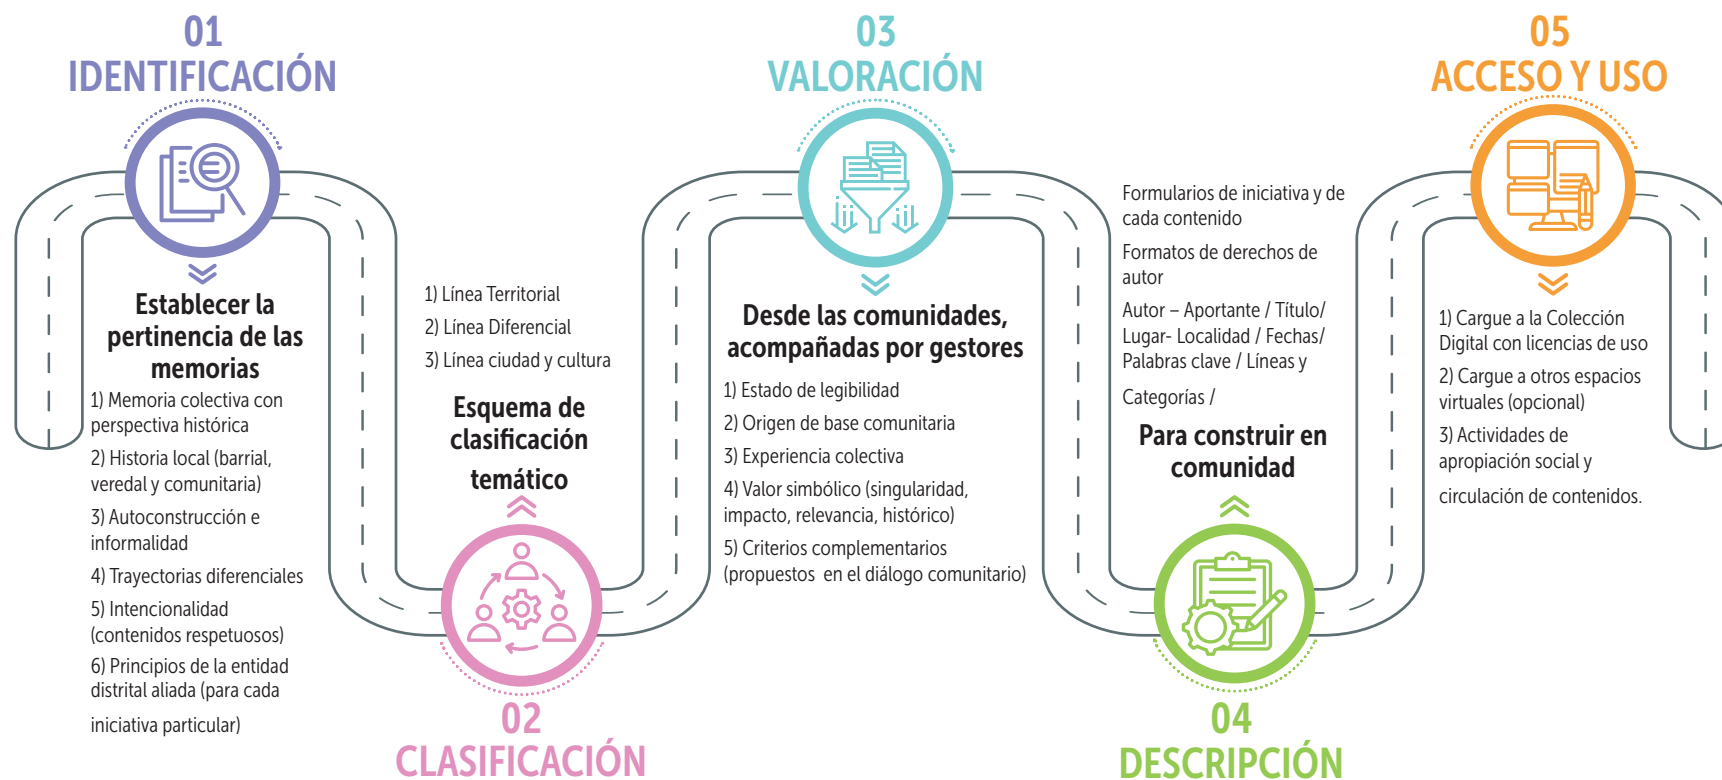 01
IDENTIFICACIÓN
Establecer la
pertinencia de las
memorias
1) Memoria colectiva con
perspectiva histórica
2) Historia local (barrial,
veredal y comunitaria)
3) Autoconstrucción e
informalidad
4) Trayectorias diferenciales
5) Intencionalidad
(contenidos respetuosos)
6) Principios de la entidad
distrital aliada (para cada
iniciativa particular)
1) Línea Territorial
2) Línea Diferencial
3) Línea ciudad y cultura
Esquema de
clasificación
temático
02
CLASIFICACIÓN
03
VALORACIÓN
Desde las comunidades,
acompañadas por gestores
1) Estado de legibilidad
2) Origen de base comunitaria
3) Experiencia colectiva
4) Valor simbólico (singularidad,
impacto, relevancia, histórico)
5) Criterios complementarios
(propuestos en el diálogo comunitario)
Formularios de iniciativa y de
cada contenido
Formatos de derechos de
autor
Autor – Aportante / Título/
Lugar- Localidad / Fechas/
Palabras clave / Líneas y
Categorías /
Para construir en
comunidad
04
DESCRIPCIÓN
05
ACCESO Y USO
1) Cargue a la Colección
Digital con licencias de uso
2) Cargue a otros espacios
virtuales (opcional)
3) Actividades de
apropiación social y
circulación de contenidos.